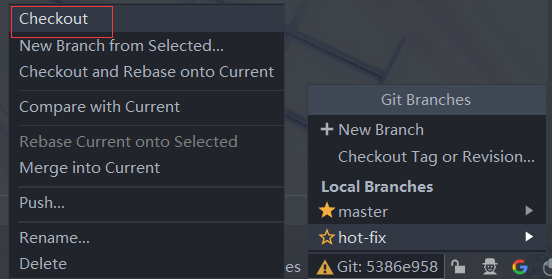 Checkout
New Branch from Selected...
Checkout and Rebase onto Current
Compare with Current
Rebase Current onto Selected
Merge into Current
Push...
Rename...
Delete
Git Branches
New Branch
Checkout Tag or Revision...
Local Branches
master
hot-fix
es
Git: 5386e958